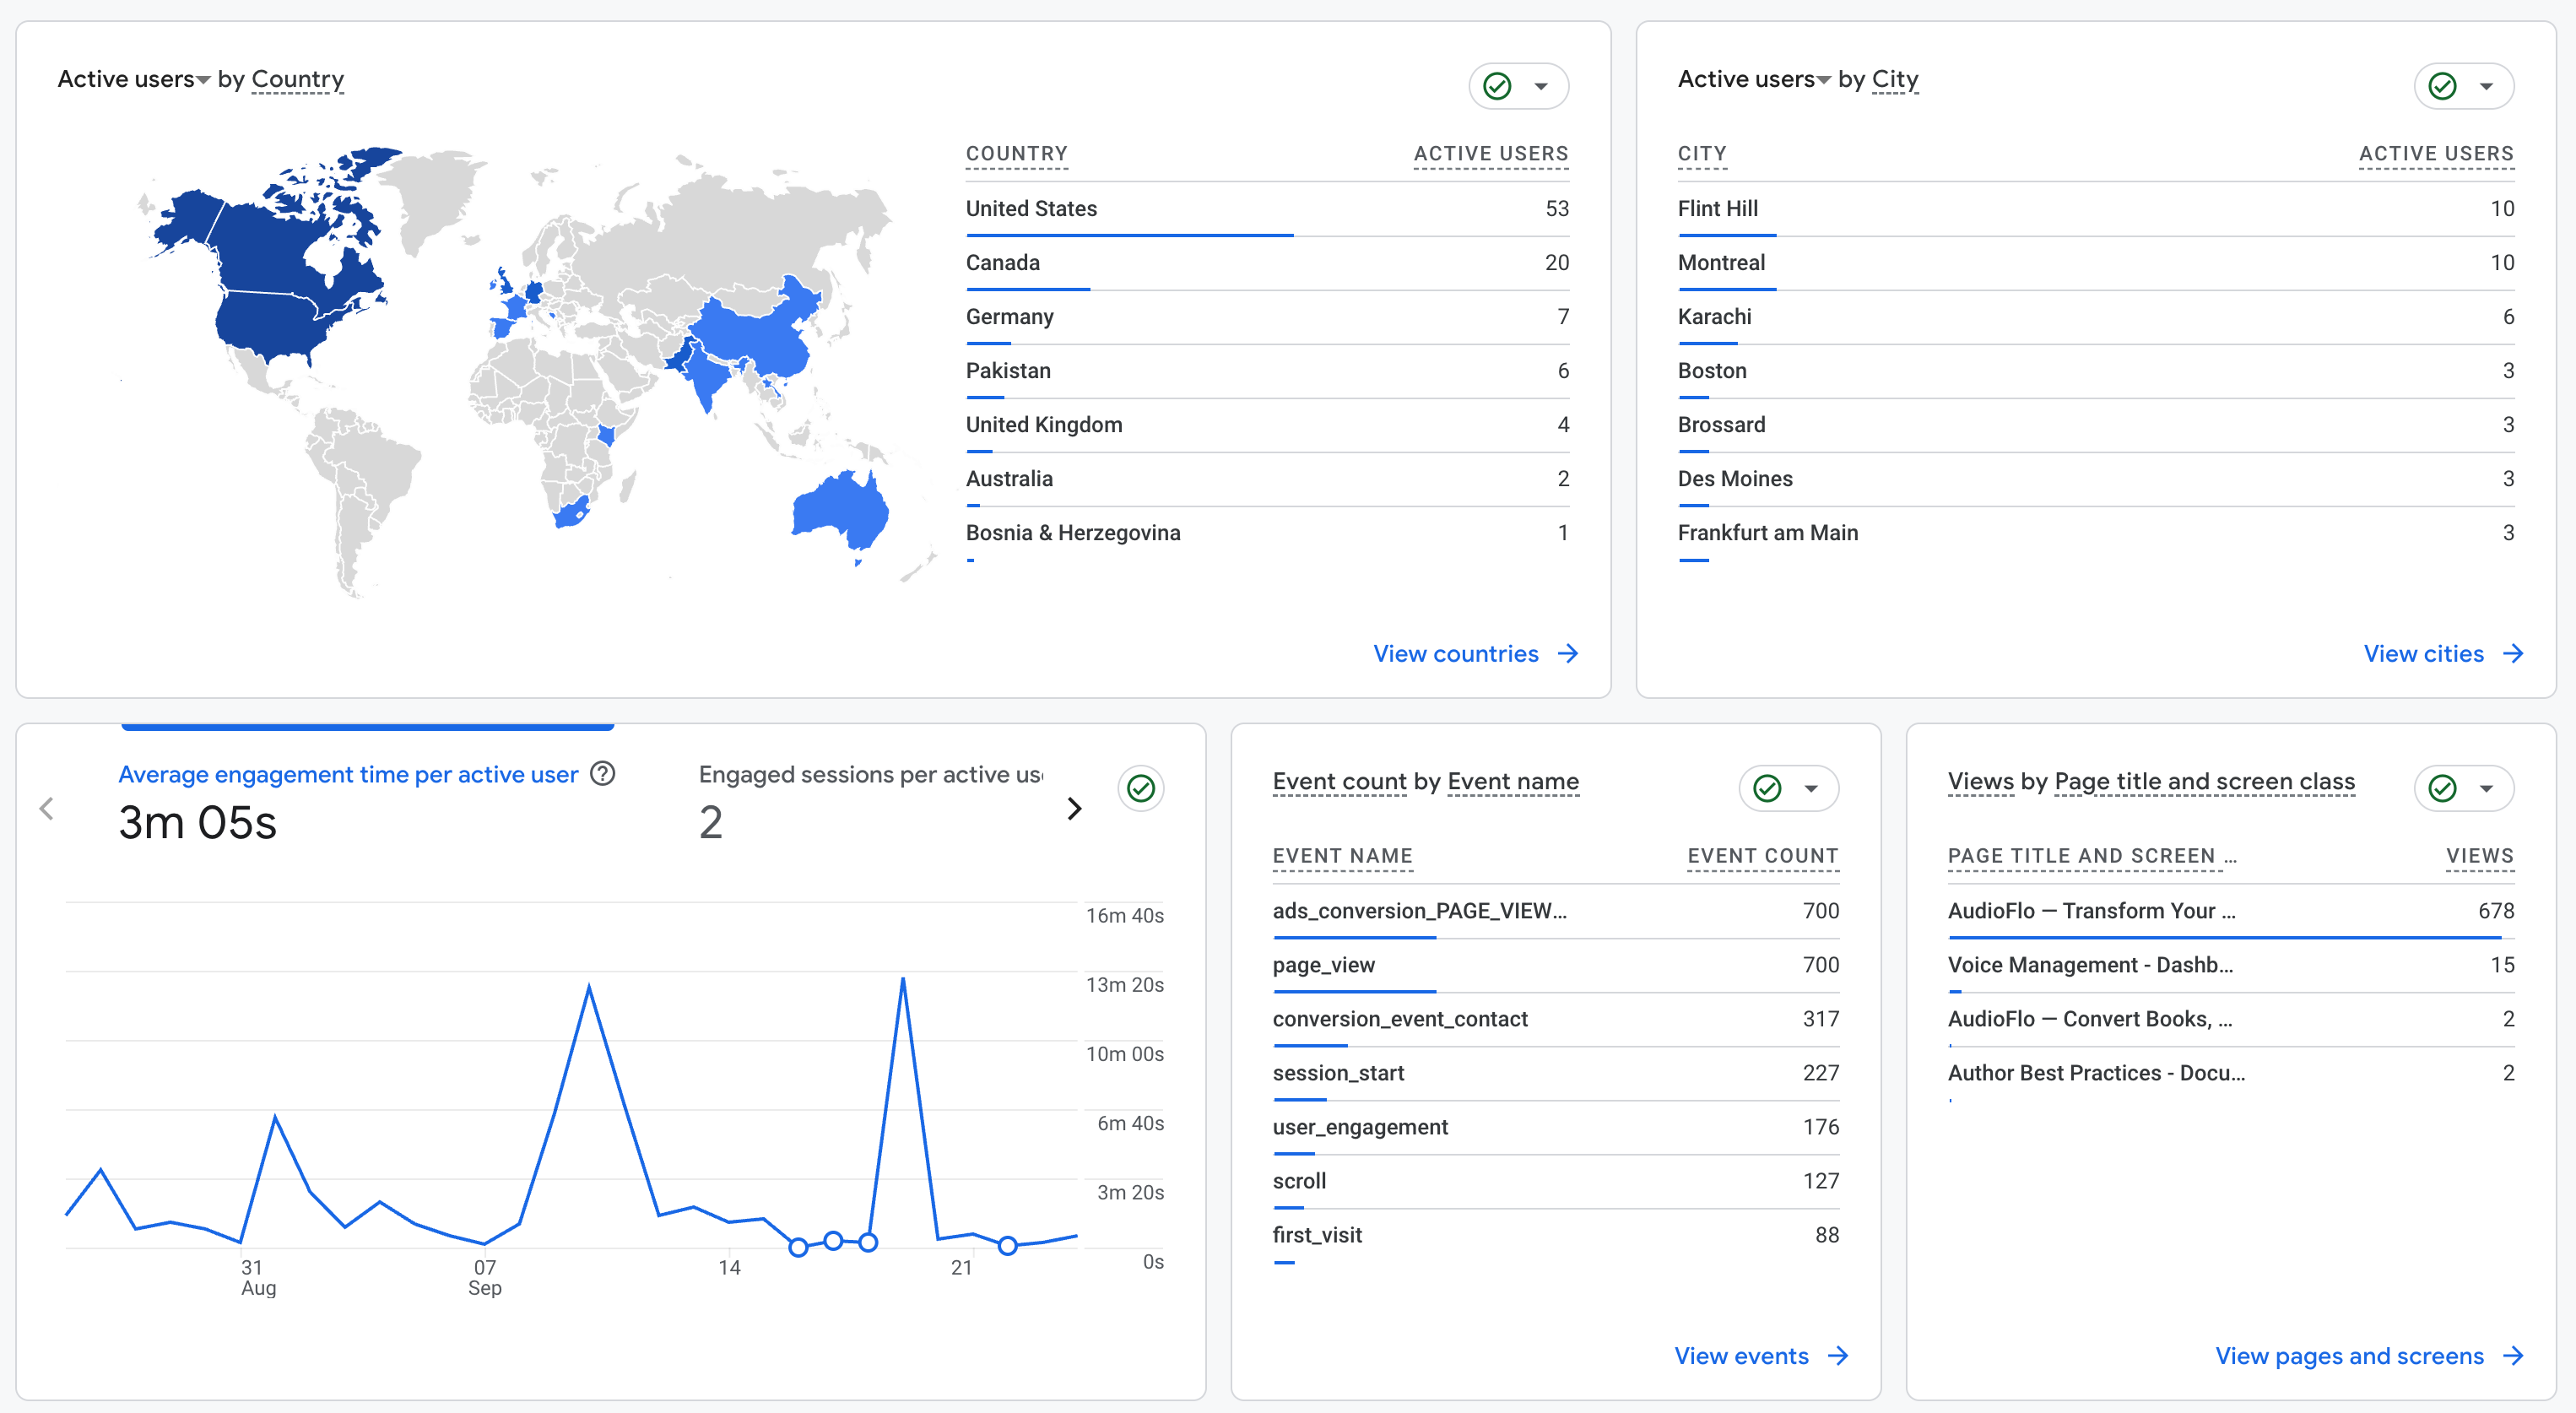 Active users by Country
COUNTRY ACTIVE USERS
United States 53
Canada 20
Germany 7
Pakistan 6
United Kingdom 4
Australia 2
Bosnia & Herzegovina 1
View countries
Active users by City
CITY ACTIVE USERS
Flint Hill 10
Montreal 10
Karachi 6
Boston 3
Brossard 3
Des Moines 3
Frankfurt am Main 3
View cities
Average engagement time per active user
3m 05s
Engaged sessions per active us
2
16m 40s
13m 20s
10m 00s
6m 40s
3m 20s
0s
31 07 14 21
Aug Sep
Event count by Event name
EVENT NAME EVENT COUNT
ads_conversion_PAGE_VIEW... 700
page_view 700
conversion_event_contact 317
session_start 227
user_engagement 176
scroll 127
first_visit 88
View events
Views by Page title and screen class
PAGE TITLE AND SCREEN ... VIEWS
AudioFlo — Transform Your ... 678
Voice Management - Dashb... 15
AudioFlo — Convert Books, ... 2
Author Best Practices - Docu... 2
View pages and screens